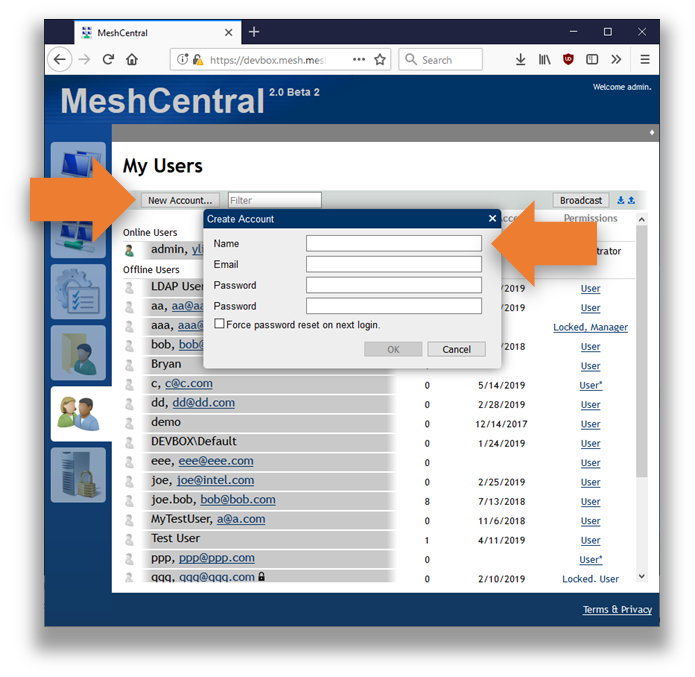 MeshCentral
https://devbox.mesh.mes
Search
MeshCentral 2.0 Beta 2
Welcome admin.
My Users
New Account...
Filter
Broadcast
Permissions
Online Users
admin, yl
trator
Offline Users
LDAP User
/2019
User
aa, aa@aa
/2019
User
aaa, aaa@
Locked, Manager
bob, bob@
/2018
User
Bryan
User
Create Account
Name
Email
Password
Password
Force password reset on next login.
OK
Cancel
c, c@c.com 0 5/14/2019 User*
dd, dd@dd.com 0 2/28/2019 User
demo 0 12/14/2017 User
DEVBOX\Default 0 1/24/2019 User
eee, eee@eee.com 0 User
joe, joe@intel.com 0 2/25/2019 User
joe.bob, bob@bob.com 8 7/13/2018 User
MyTestUser, a@a.com 0 11/6/2018 User
Test User 1 4/11/2019 User
ppp, ppp@ppp.com 0 User*
qqq, qqq@qqq.com 0 2/10/2019 Locked, User
Terms & Privacy